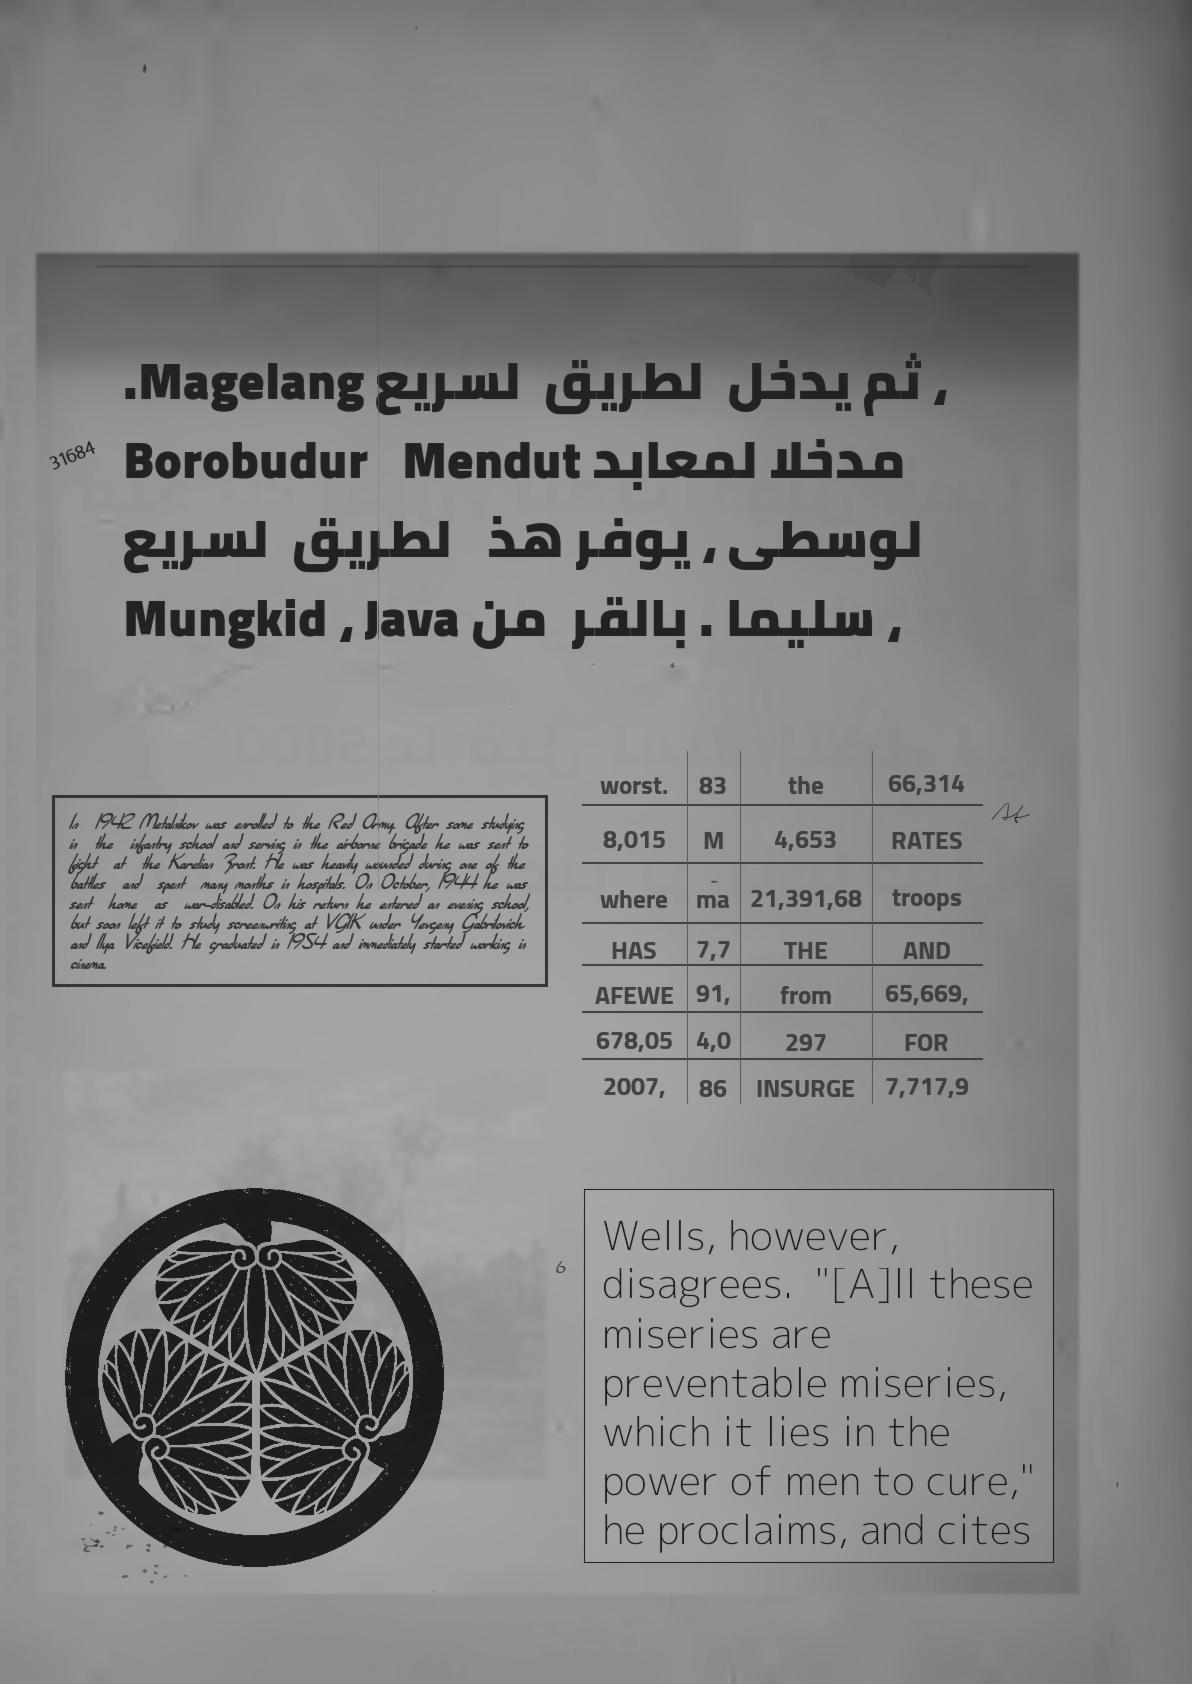 ، ثم يدخل لطريق لسريع Magelang.
مدخلا لمعابد Mendut Borobudur
لوسطى ، يوفر هذ لطريق لسريع
، سليما . بالقر من Java ، Mungkid
31684
In 1942 Metalnikov was enrolled to the Red Army. After some studying
in the infantry school and serving in the airborne brigade he was sent to
fight at the Karelian Front. He was heavily wounded during one of the
battles and spent many months in hospitals. On October, 1944 he was
sent home as war-disabled. On his return he entered an evening school,
but soon left it to study screenwriting at VGIK under Yevgeny Gabrilovich
and Ilya Vicefield. He graduated in 1954 and immediately started working in
cinema.
worst. 83 the 66,314
8,015 M 4,653 RATES
where ma 21,391,68 troops
HAS 7,7 THE AND
AFEWE 91, from 65,669,
678,05 4,0 297 FOR
2007, 86 INSURGE 7,717,9
6
Wells, however,
disagrees. "[A]ll these
miseries are
preventable miseries,
which it lies in the
power of men to cure,"
he proclaims, and cites